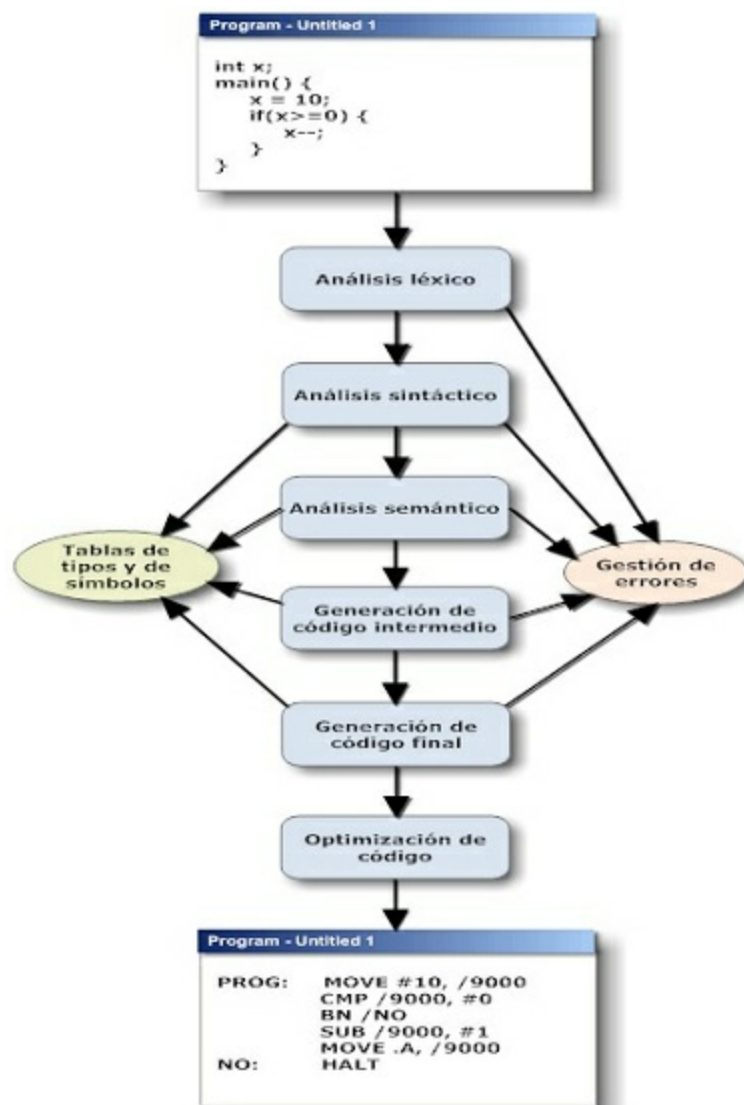 Program - Untitled 1
int x;
main() {
x = 10;
if(x>=0) {
x--;
}
}
Análisis léxico
Análisis sintáctico
Análisis semántico
Tablas de
tipos y de
símbolos
Gestión de
errores
Generación de
código intermedio
Generación de
código final
Optimización de
código
Program - Untitled 1
PROG: MOVE #10, /9000
CMP /9000, #0
BN /NO
SUB /9000, #1
MOVE .A, /9000
NO: HALT